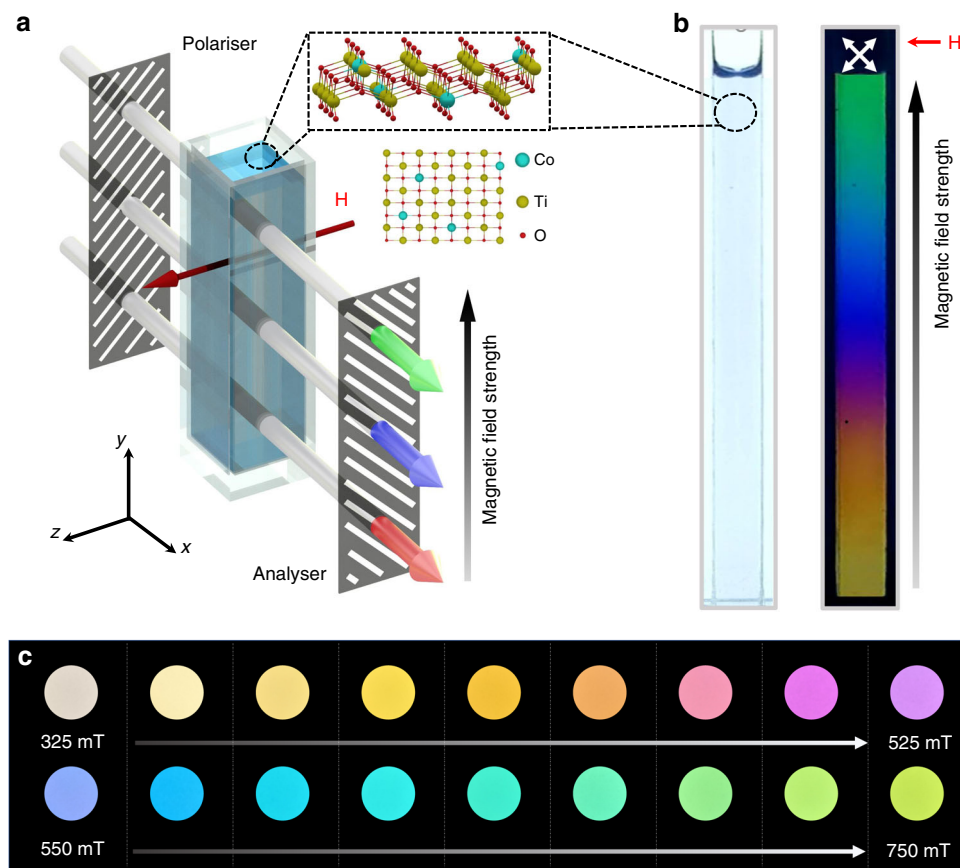 a
Polariser
H
Co
Ti
O
Magnetic field strength
y
z
x
Analyser
b
H
Magnetic field strength
c
325 mT
525 mT
550 mT
750 mT